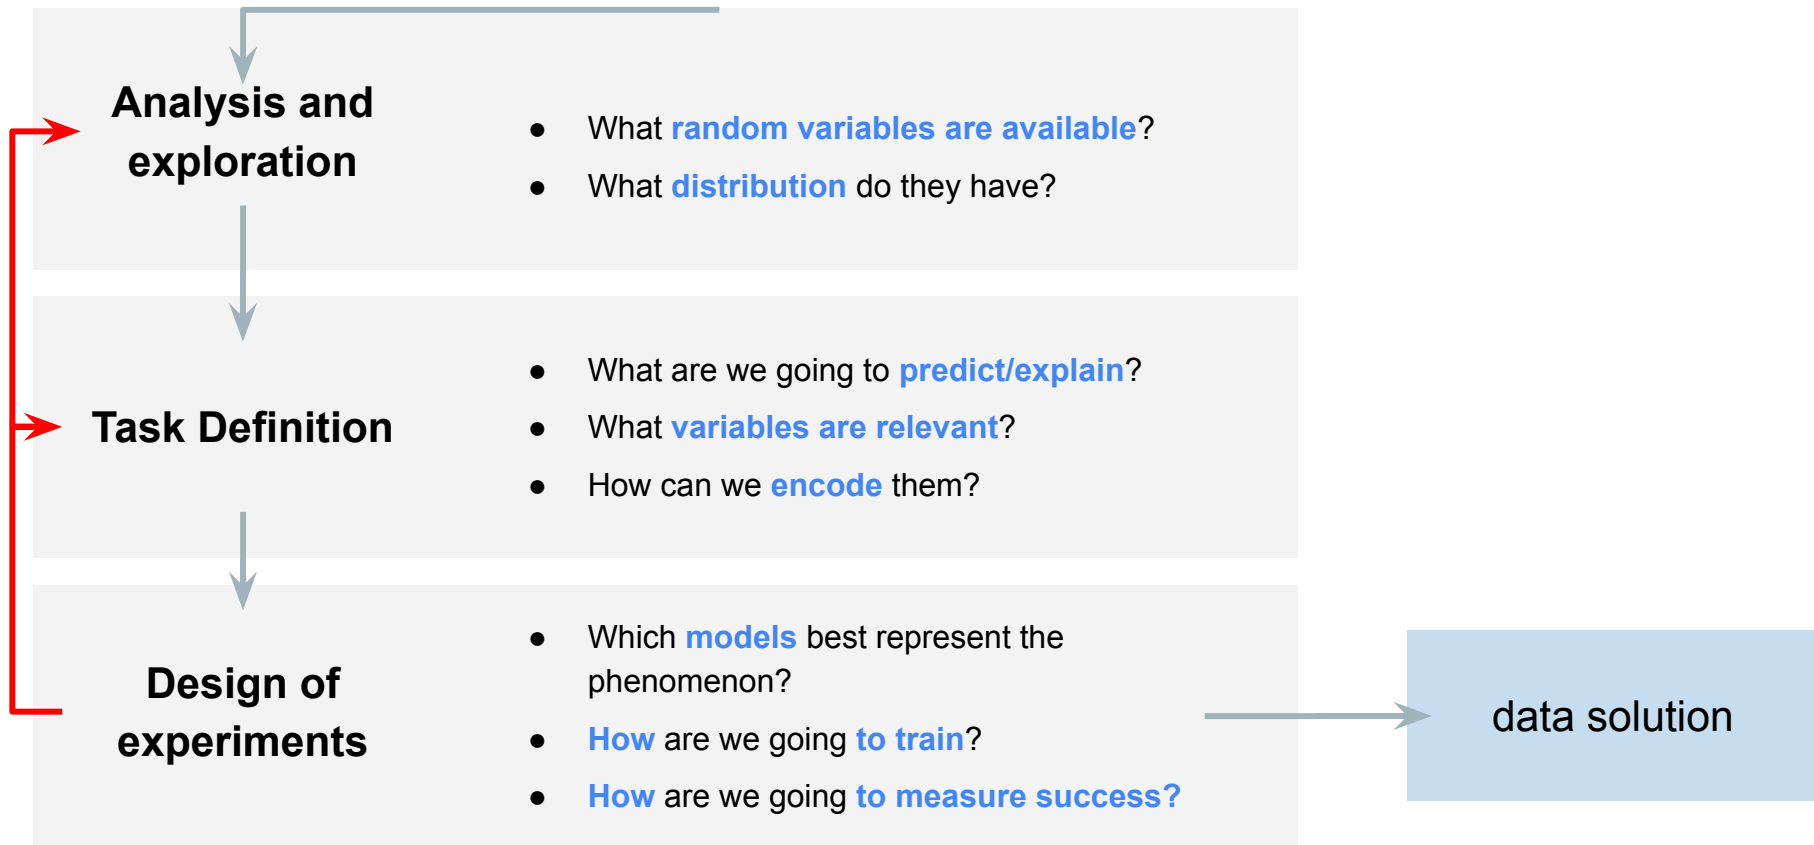 Analysis and
exploration
● What random variables are available?
● What distribution do they have?
Task Definition
● What are we going to predict/explain?
● What variables are relevant?
● How can we encode them?
Design of
experiments
● Which models best represent the
phenomenon?
● How are we going to train?
● How are we going to measure success?
data solution